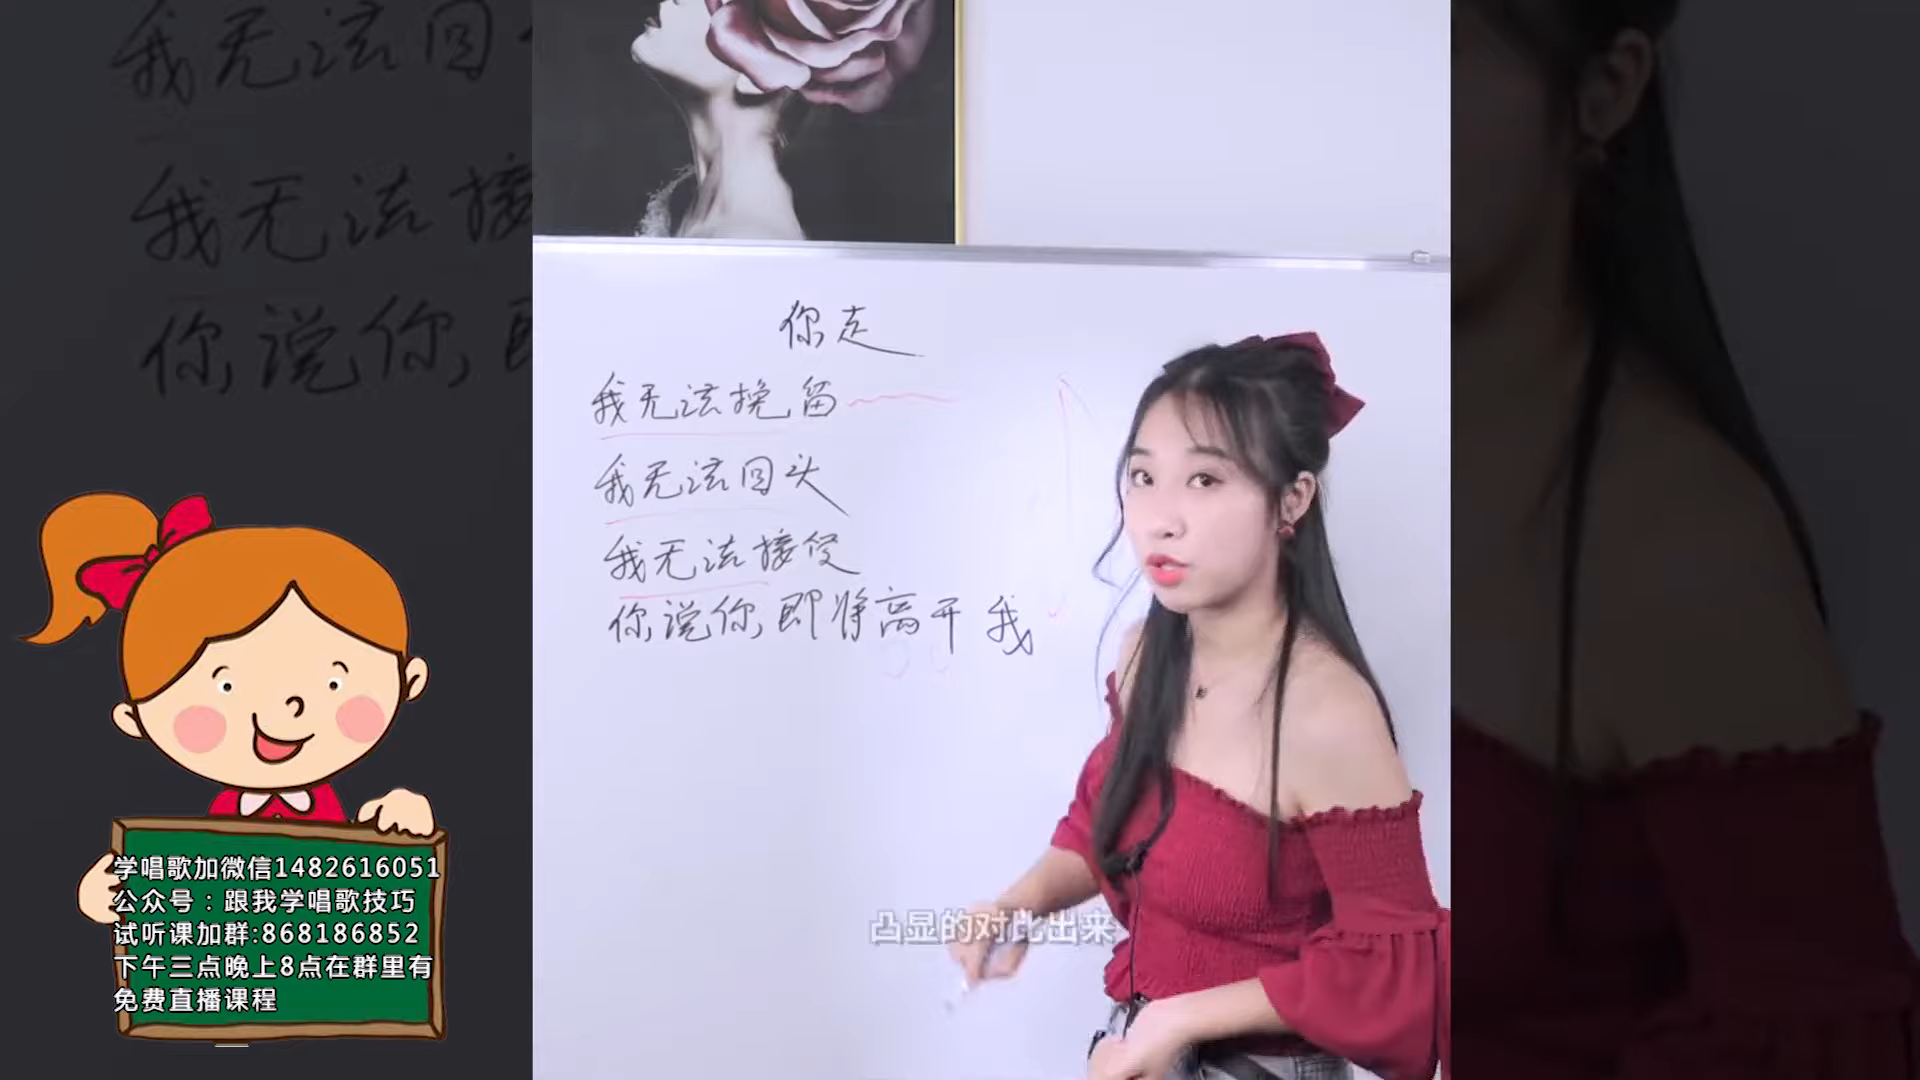 你走
我无法挽留
我无法回头
我无法接受
你说你即将离开我
凸显的对比出来
学唱歌加微信1482616051
公众号：跟我学唱歌技巧
试听课加群:868186852
下午三点晚上8点在群里有
免费直播课程